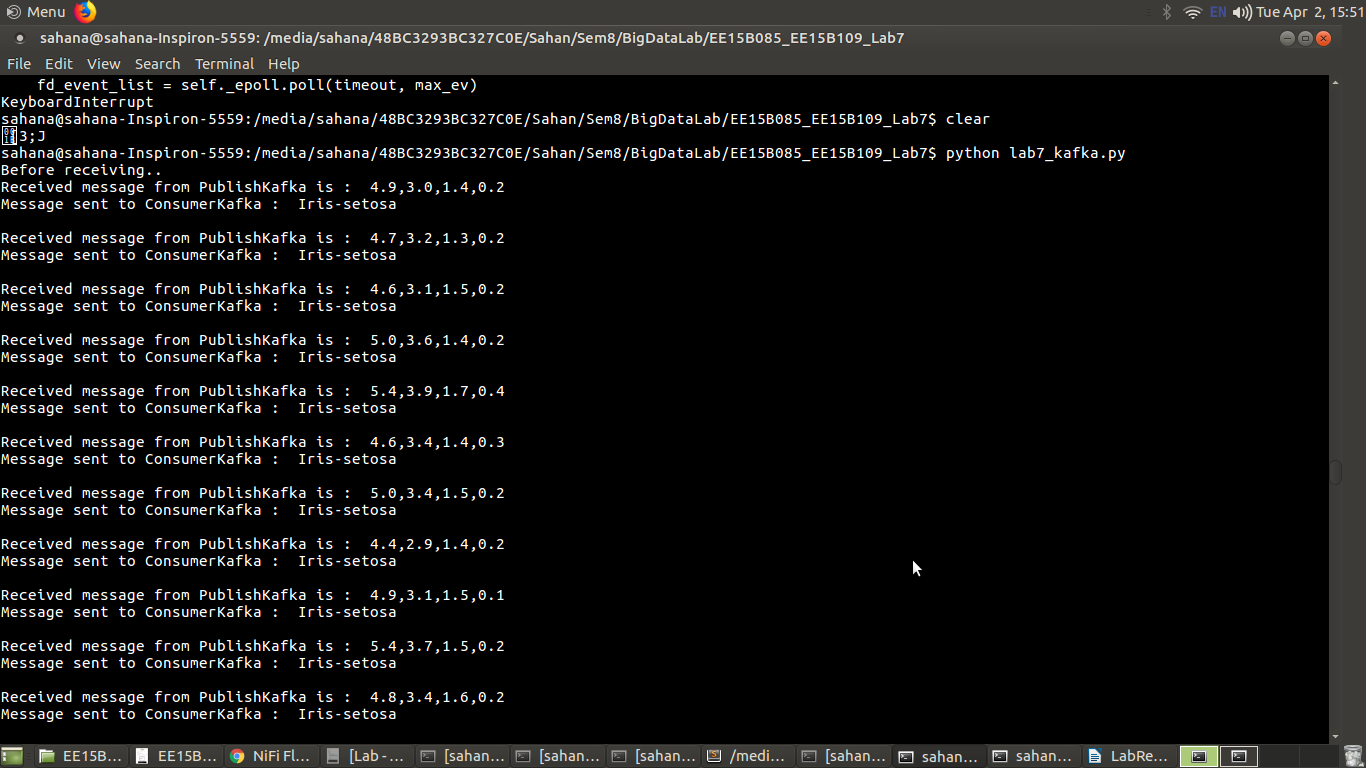 Menu
EN Tue Apr 2, 15:51
sahana@sahana-Inspiron-5559: /media/sahana/48BC3293BC327C0E/Sahan/Sem8/BigDataLab/EE15B085_EE15B109_Lab7
File Edit View Search Terminal Help
fd_event_list = self._epoll.poll(timeout, max_ev)
KeyboardInterrupt
sahana@sahana-Inspiron-5559:/media/sahana/48BC3293BC327C0E/Sahan/Sem8/BigDataLab/EE15B085_EE15B109_Lab7$ clear
3;J
sahana@sahana-Inspiron-5559:/media/sahana/48BC3293BC327C0E/Sahan/Sem8/BigDataLab/EE15B085_EE15B109_Lab7$ python lab7_kafka.py
Before receiving..
Received message from PublishKafka is :  4.9,3.0,1.4,0.2
Message sent to ConsumerKafka :  Iris-setosa
Received message from PublishKafka is :  4.7,3.2,1.3,0.2
Message sent to ConsumerKafka :  Iris-setosa
Received message from PublishKafka is :  4.6,3.1,1.5,0.2
Message sent to ConsumerKafka :  Iris-setosa
Received message from PublishKafka is :  5.0,3.6,1.4,0.2
Message sent to ConsumerKafka :  Iris-setosa
Received message from PublishKafka is :  5.4,3.9,1.7,0.4
Message sent to ConsumerKafka :  Iris-setosa
Received message from PublishKafka is :  4.6,3.4,1.4,0.3
Message sent to ConsumerKafka :  Iris-setosa
Received message from PublishKafka is :  5.0,3.4,1.5,0.2
Message sent to ConsumerKafka :  Iris-setosa
Received message from PublishKafka is :  4.4,2.9,1.4,0.2
Message sent to ConsumerKafka :  Iris-setosa
Received message from PublishKafka is :  4.9,3.1,1.5,0.1
Message sent to ConsumerKafka :  Iris-setosa
Received message from PublishKafka is :  5.4,3.7,1.5,0.2
Message sent to ConsumerKafka :  Iris-setosa
Received message from PublishKafka is :  4.8,3.4,1.6,0.2
Message sent to ConsumerKafka :  Iris-setosa
EE15B... EE15B... NiFi Fl... [Lab -... [sahan... [sahan... [sahan... /medi... [sahan... sahan... sahan... LabRe...